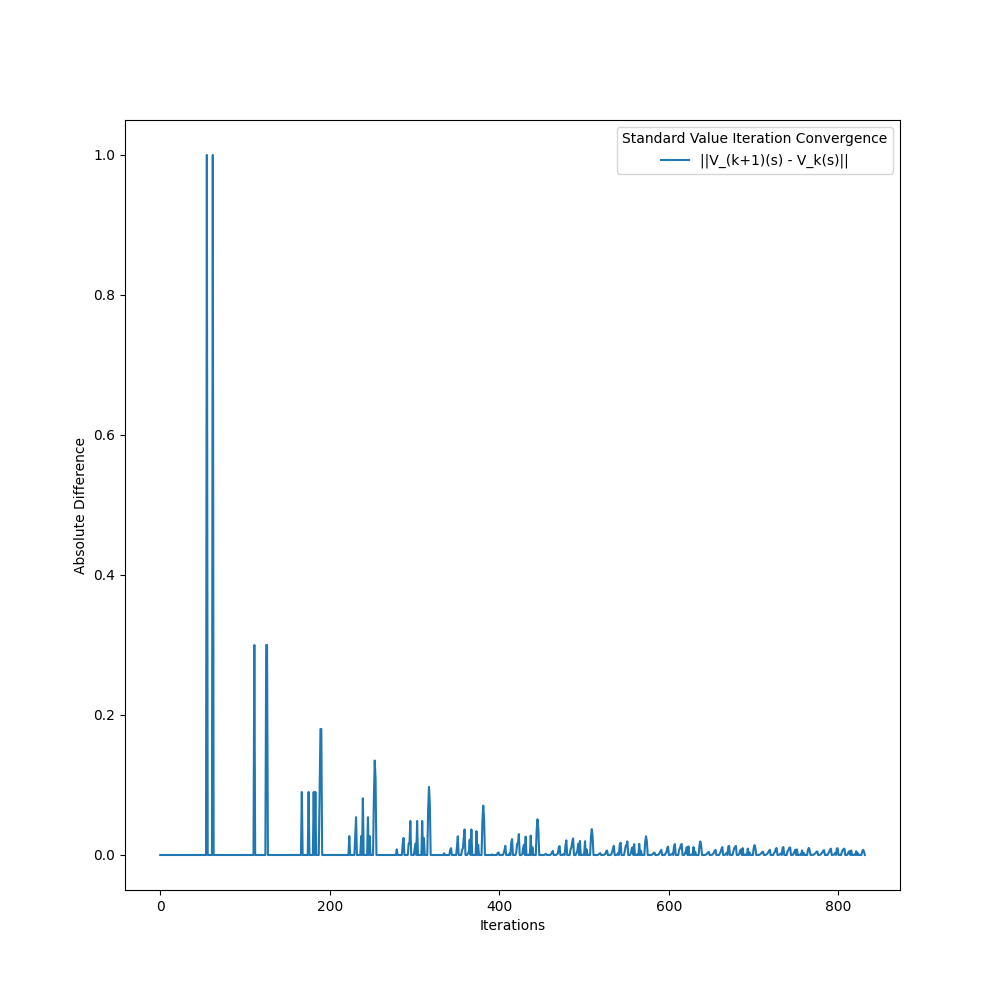 Standard Value Iteration Convergence
||V_(k+1)(s) - V_k(s)||
1.0
0.8
0.6
0.4
0.2
0.0
Absolute Difference
0 200 400 600 800
Iterations